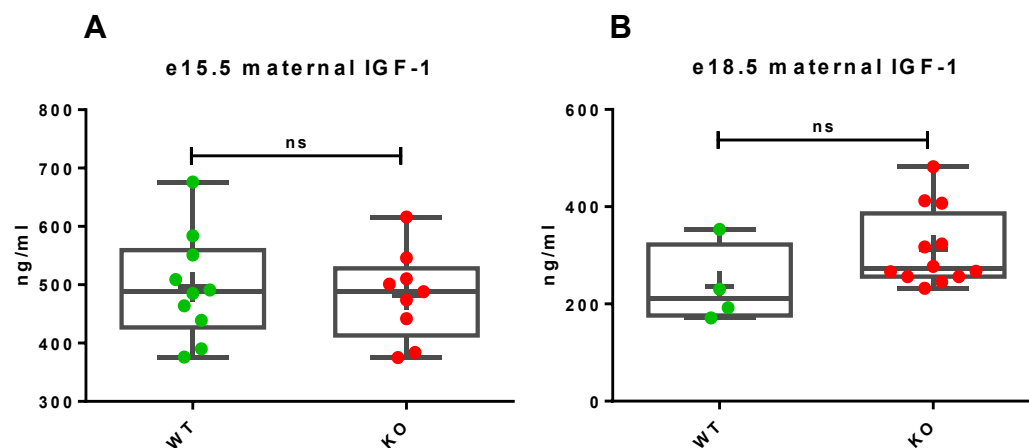 A
e15.5 maternal IGF-1
ng/ml
800
700
600
500
400
300
ns
WT
KO
B
e18.5 maternal IGF-1
ng/ml
600
400
200
0
ns
WT
KO